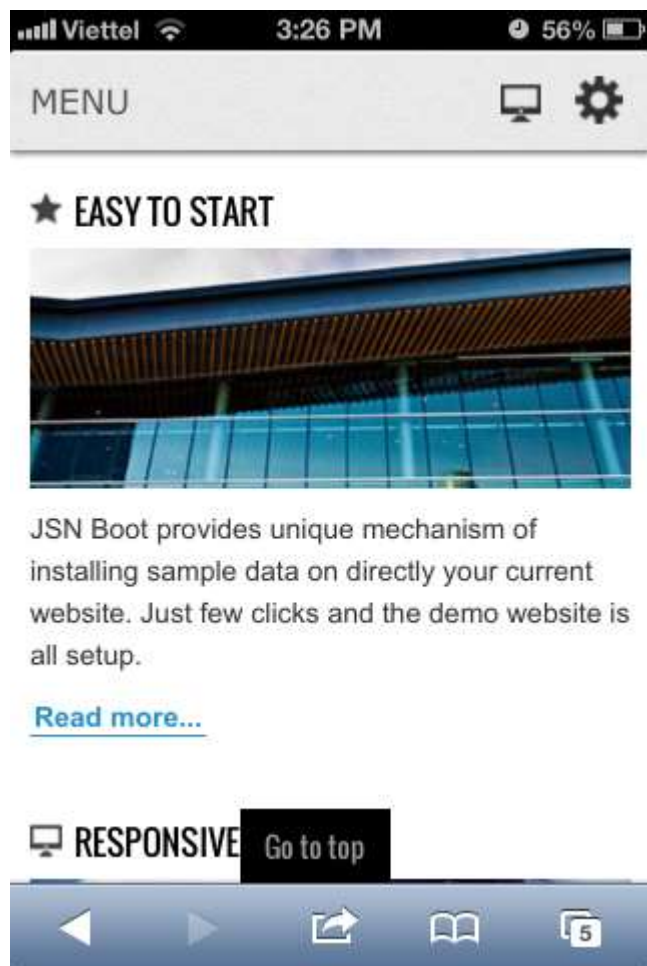 Viettel 3:26 PM 56%
MENU
EASY TO START
JSN Boot provides unique mechanism of
installing sample data on directly your current
website. Just few clicks and the demo website is
all setup.
Read more...
RESPONSIVE
Go to top
5